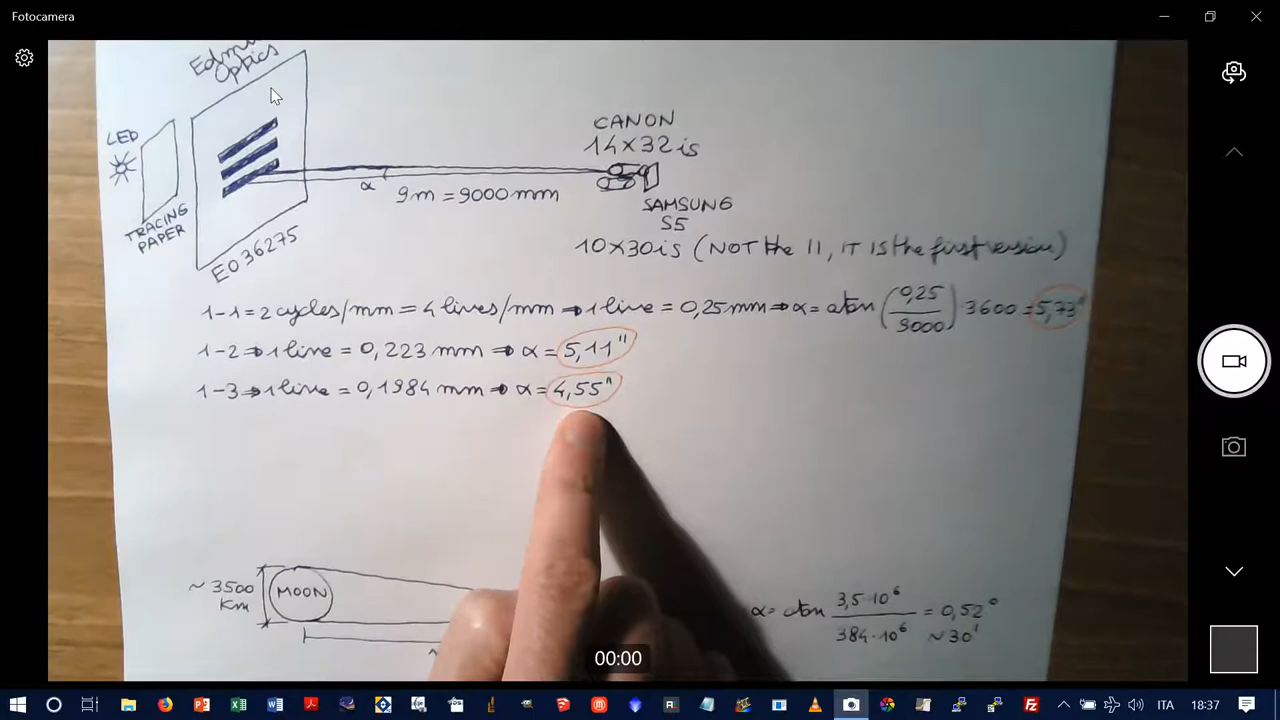 Fotocamera
Optics
LED
TRACING
PAPER
EO36275
α
9m = 9000 mm
CANON
14x32 is
SAMSUNG
S5
10x30 is (NOT the II, IT IS the first version)
1-1 = 2 cycles/mm = 4 lines/mm → 1 line = 0,25 mm → α = atan (0,25/9000) · 3600 = 5,73"
1-2 → 1 line = 0,223 mm → α = 5,11"
1-3 → 1 line = 0,1984 mm → α = 4,55"
~ 3500
Km
MOON
α = atan 3,5·10⁶/384·10⁶ = 0,52°
~ 30'
00:00
ITA
18:37